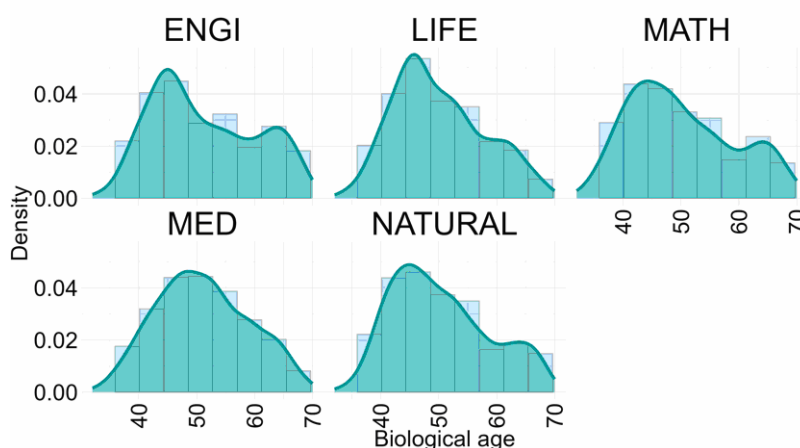 ENGI LIFE MATH
0.04
0.02
0.00
40 50 60 70
Density
MED NATURAL
0.04
0.02
0.00
40 50 60 70 40 50 60 70
Biological age